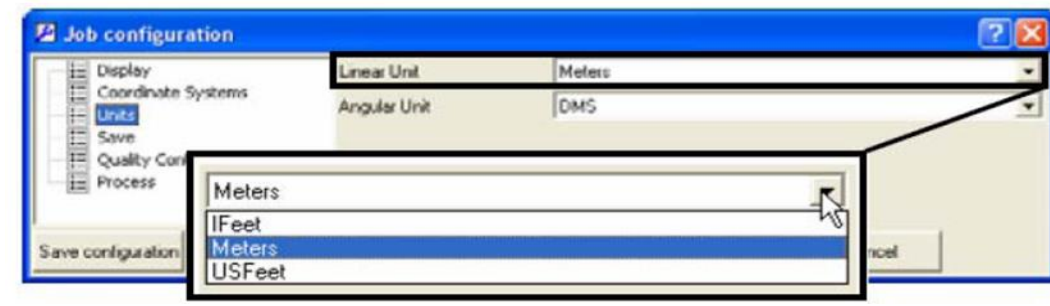 Job configuration
Display
Coordinate Systems
Units
Save
Quality Con
Process
Linear Unit Meters
Angular Unit DMS
Meters
IFeet
Meters
USFeet
Save configuration
ncel